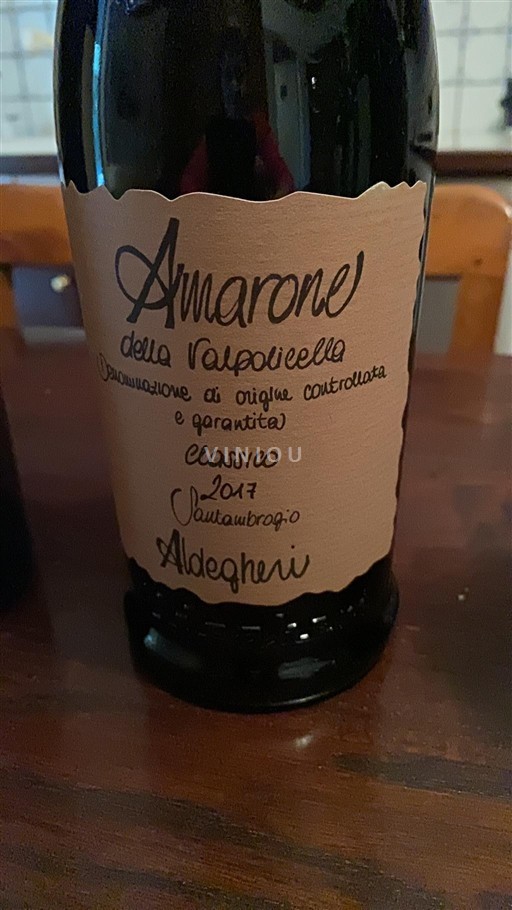 Amarone
della Valpolicella
Denominazione di origine controllata
e garantita
VINIOU
classico
2017
Santambrogio
Aldegheri